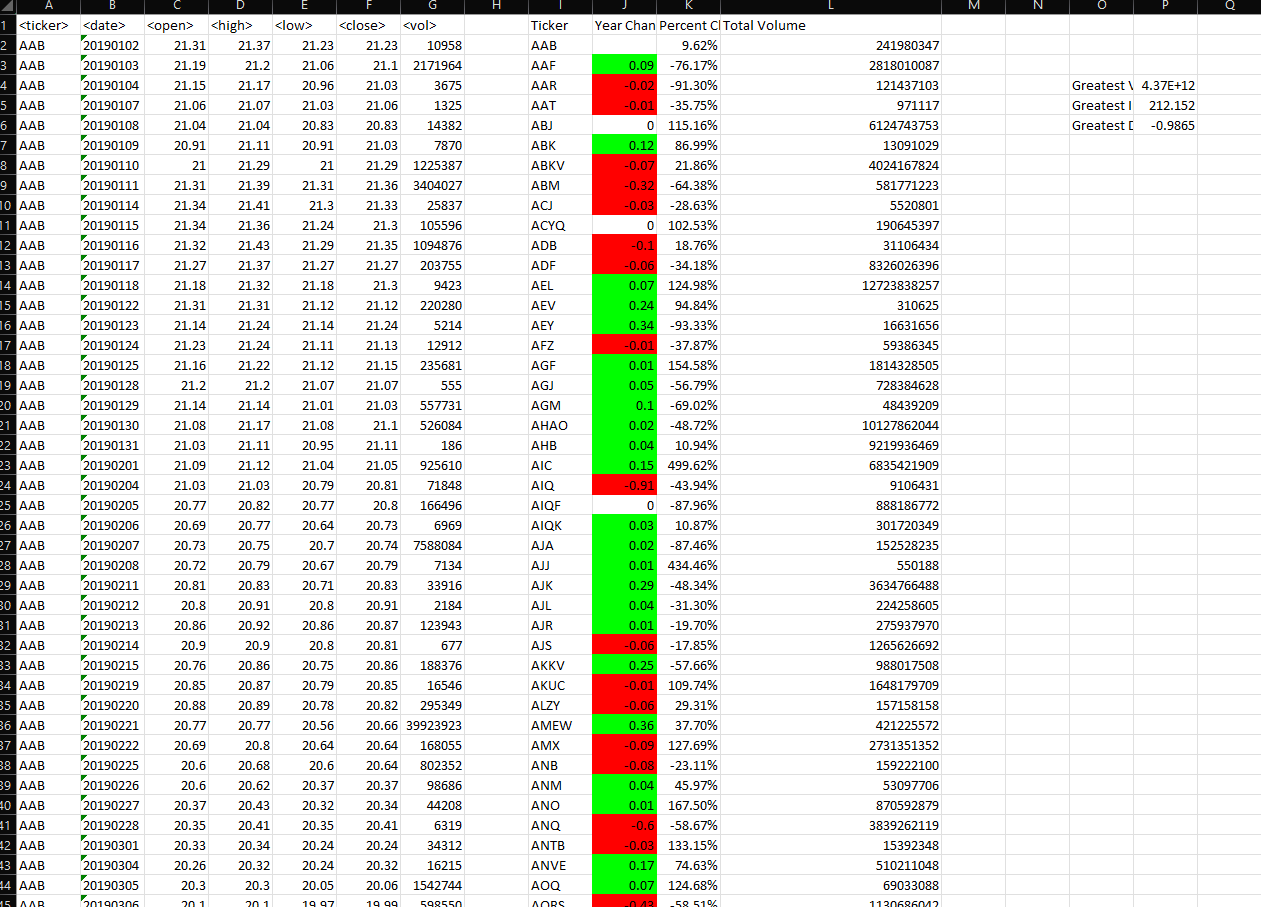 A B C D E F G H I J K L M N O P Q
1 <ticker> <date> <open> <high> <low> <close> <vol> Ticker Year Chan Percent Cl Total Volume
2 AAB 20190102 21.31 21.37 21.23 21.23 10958 AAB 9.62% 241980347
3 AAB 20190103 21.19 21.2 21.06 21.1 2171964 AAF 0.09 -76.17% 2818010087
4 AAB 20190104 21.15 21.17 20.96 21.03 3675 AAR -0.02 -91.30% 121437103 Greatest V 4.37E+12
5 AAB 20190107 21.06 21.07 21.03 21.06 1325 AAT -0.01 -35.75% 971117 Greatest I 212.152
6 AAB 20190108 21.04 21.04 20.83 20.83 14382 ABJ 0 115.16% 6124743753 Greatest D -0.9865
7 AAB 20190109 20.91 21.11 20.91 21.03 7870 ABK 0.12 86.99% 13091029
8 AAB 20190110 21 21.29 21 21.29 1225387 ABKV -0.07 21.86% 4024167824
9 AAB 20190111 21.31 21.39 21.31 21.36 3404027 ABM -0.32 -64.38% 581771223
10 AAB 20190114 21.34 21.41 21.3 21.33 25837 ACJ -0.03 -28.63% 5520801
11 AAB 20190115 21.34 21.36 21.24 21.3 105596 ACYQ 0 102.53% 190645397
12 AAB 20190116 21.32 21.43 21.29 21.35 1094876 ADB -0.1 18.76% 31106434
13 AAB 20190117 21.27 21.37 21.27 21.27 203755 ADF -0.06 -34.18% 8326026396
14 AAB 20190118 21.18 21.32 21.18 21.3 9423 AEL 0.07 124.98% 12723838257
15 AAB 20190122 21.31 21.31 21.12 21.12 220280 AEV 0.24 94.84% 310625
16 AAB 20190123 21.14 21.24 21.14 21.24 5214 AEY 0.34 -93.33% 16631656
17 AAB 20190124 21.23 21.24 21.11 21.13 12912 AFZ -0.01 -37.87% 59386345
18 AAB 20190125 21.16 21.22 21.12 21.15 235681 AGF 0.01 154.58% 1814328505
19 AAB 20190128 21.2 21.2 21.07 21.07 555 AGJ 0.05 -56.79% 728384628
20 AAB 20190129 21.14 21.14 21.01 21.03 557731 AGM 0.1 -69.02% 48439209
21 AAB 20190130 21.08 21.17 21.08 21.1 526084 AHAO 0.02 -48.72% 10127862044
22 AAB 20190131 21.03 21.11 20.95 21.11 186 AHB 0.04 10.94% 9219936469
23 AAB 20190201 21.09 21.12 21.04 21.05 925610 AIC 0.15 499.62% 6835421909
24 AAB 20190204 21.03 21.03 20.79 20.81 71848 AIQ -0.91 -43.94% 9106431
25 AAB 20190205 20.77 20.82 20.77 20.8 166496 AIQF 0 -87.96% 888186772
26 AAB 20190206 20.69 20.77 20.64 20.73 6969 AIQK 0.03 10.87% 301720349
27 AAB 20190207 20.73 20.75 20.7 20.74 7588084 AJA 0.02 -87.46% 152528235
28 AAB 20190208 20.72 20.79 20.67 20.79 7134 AJJ 0.01 434.46% 550188
29 AAB 20190211 20.81 20.83 20.71 20.83 33916 AJK 0.29 -48.34% 3634766488
30 AAB 20190212 20.8 20.91 20.8 20.91 2184 AJL 0.04 -31.30% 224258605
31 AAB 20190213 20.86 20.92 20.86 20.87 123943 AJR 0.01 -19.70% 275937970
32 AAB 20190214 20.9 20.9 20.8 20.81 677 AJS -0.06 -17.85% 1265626692
33 AAB 20190215 20.76 20.86 20.75 20.86 188376 AKKV 0.25 -57.66% 988017508
34 AAB 20190219 20.85 20.87 20.79 20.85 16546 AKUC -0.01 109.74% 1648179709
35 AAB 20190220 20.88 20.89 20.78 20.82 295349 ALZY -0.06 29.31% 157158158
36 AAB 20190221 20.77 20.77 20.56 20.66 39923923 AMEW 0.36 37.70% 421225572
37 AAB 20190222 20.69 20.8 20.64 20.64 168055 AMX -0.09 127.69% 2731351352
38 AAB 20190225 20.6 20.68 20.6 20.64 802352 ANB -0.08 -23.11% 159222100
39 AAB 20190226 20.6 20.62 20.37 20.37 98686 ANM 0.04 45.97% 53097706
40 AAB 20190227 20.37 20.43 20.32 20.34 44208 ANO 0.01 167.50% 870592879
41 AAB 20190228 20.35 20.41 20.35 20.41 6319 ANQ -0.6 -58.67% 3839262119
42 AAB 20190301 20.33 20.34 20.24 20.24 34312 ANTB -0.03 133.15% 15392348
43 AAB 20190304 20.26 20.32 20.24 20.32 16215 ANVE 0.17 74.63% 510211048
44 AAB 20190305 20.3 20.3 20.05 20.06 1542744 AOQ 0.07 124.68% 69033088
45 AAB 20190306 20.1 20.1 19.97 19.99 598550 AORS -0.43 -58.51% 1130686042